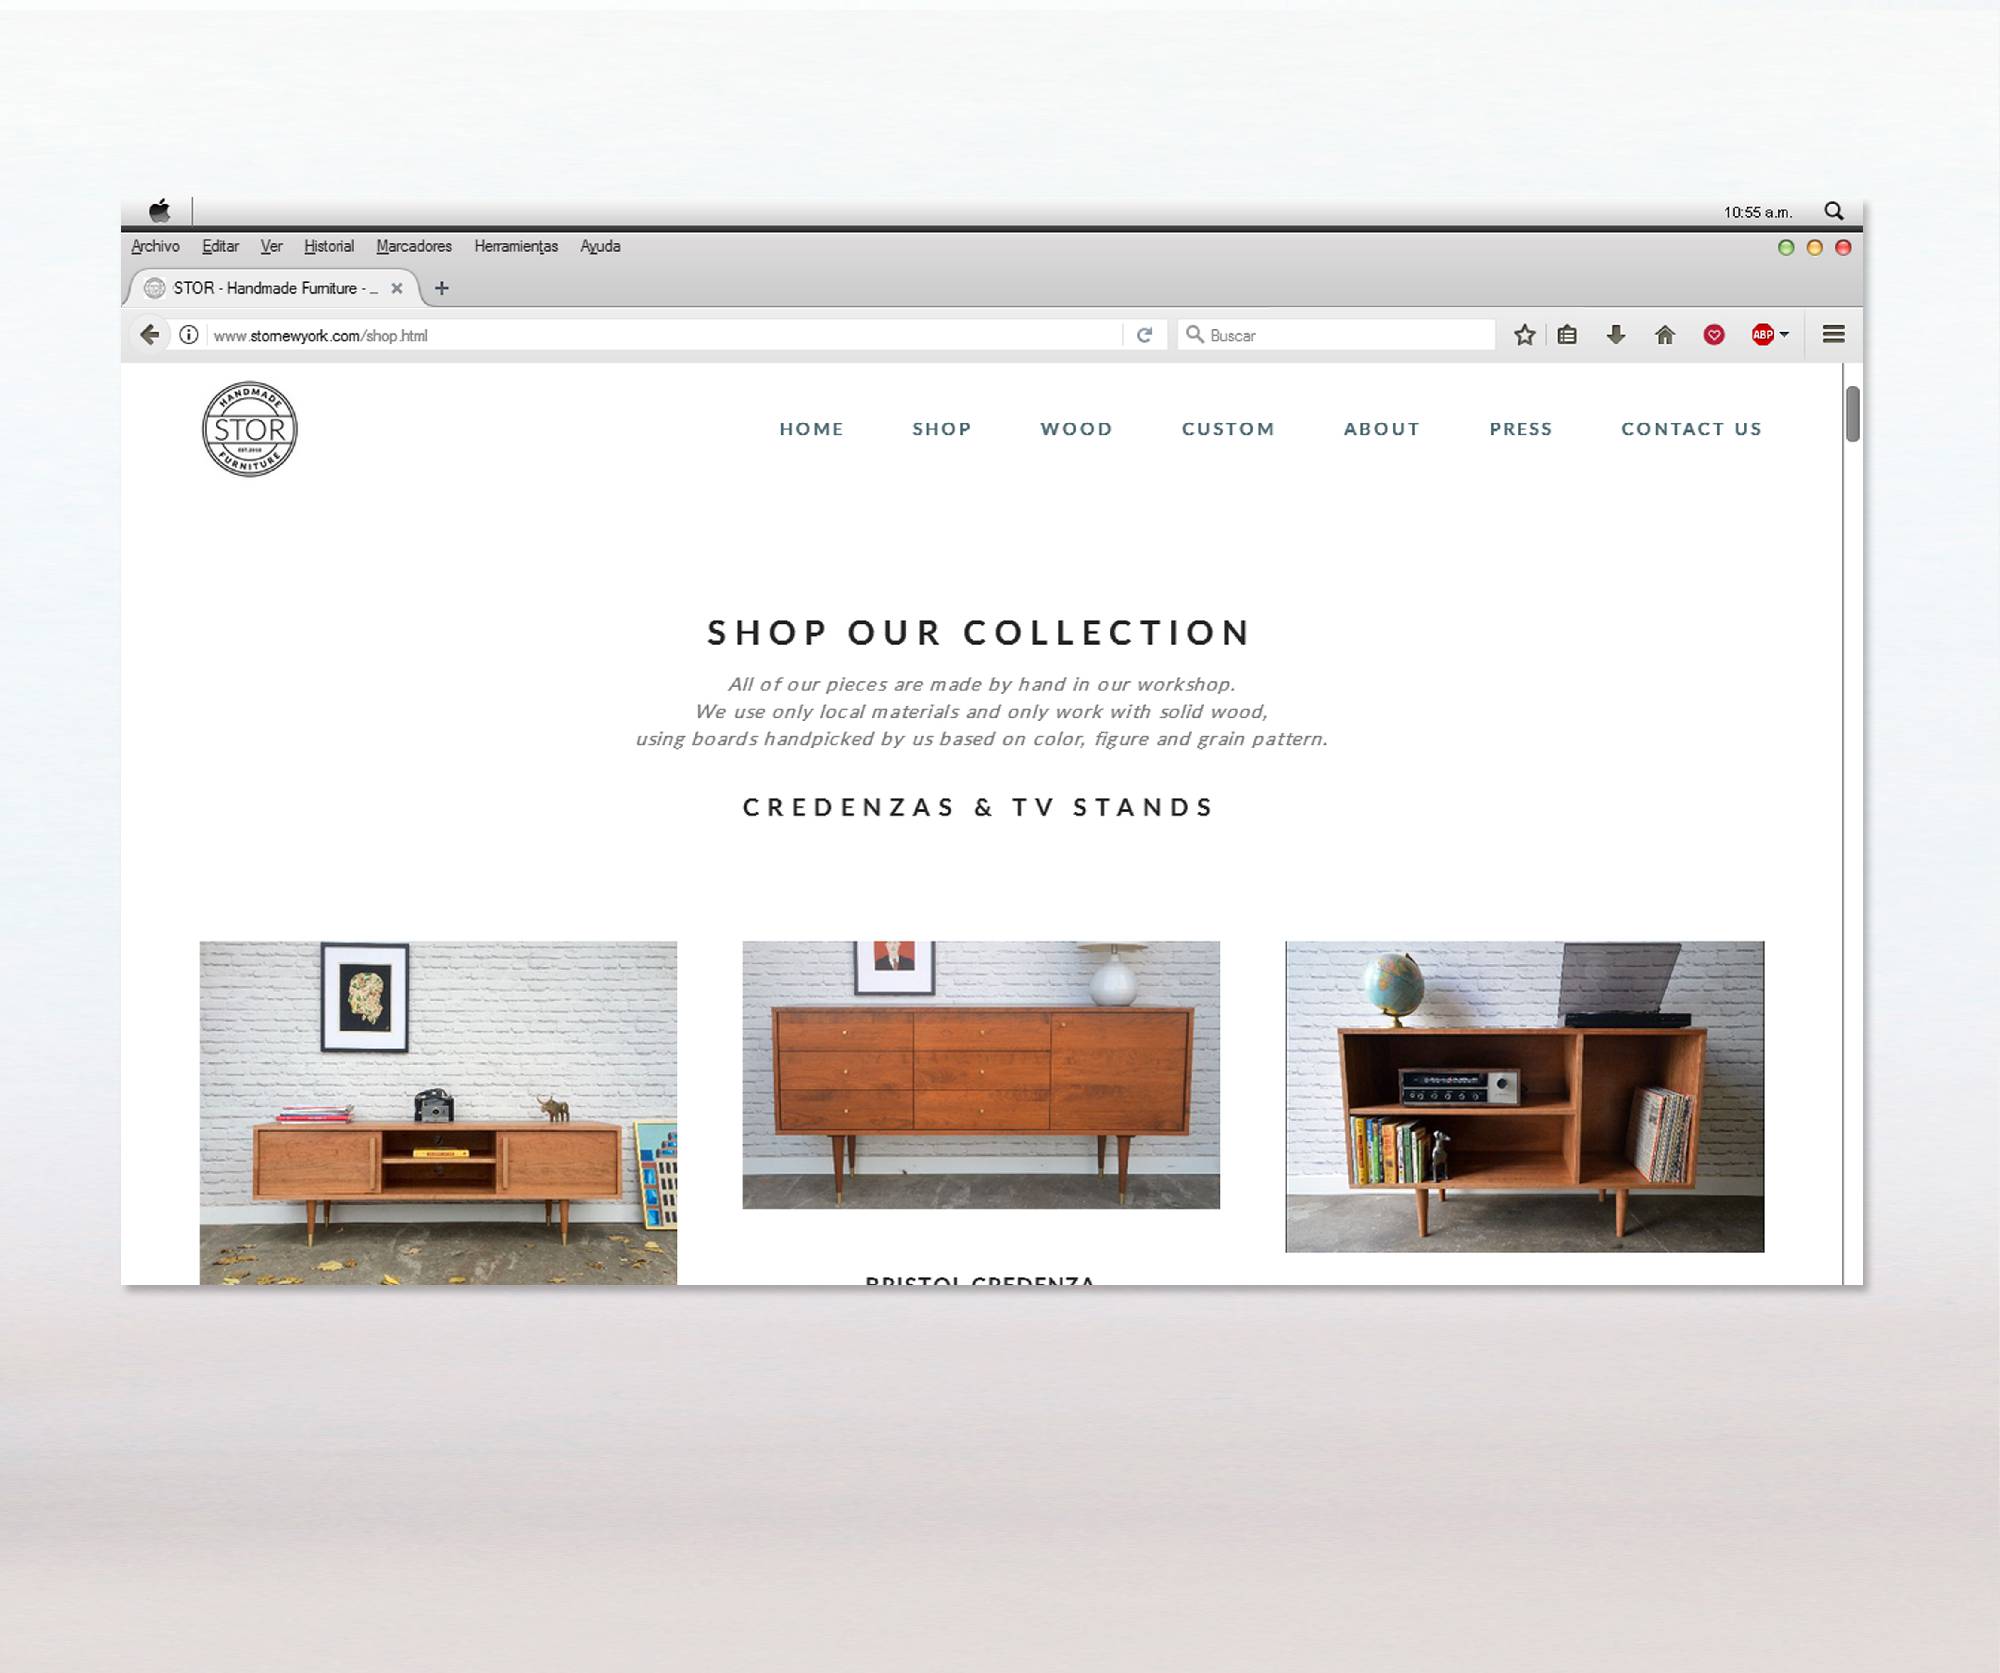 10:55 a.m.
Archivo Editar Ver Historial Marcadores Herramientas Ayuda
STOR - Handmade Furniture - ...
www.stornewyork.com/shop.html
Buscar
ABP
HANDMADE
STOR
EST.2010
FURNITURE
HOME SHOP WOOD CUSTOM ABOUT PRESS CONTACT US
SHOP OUR COLLECTION
All of our pieces are made by hand in our workshop.
We use only local materials and only work with solid wood,
using boards handpicked by us based on color, figure and grain pattern.
CREDENZAS & TV STANDS
BRISTOL CREDENZA